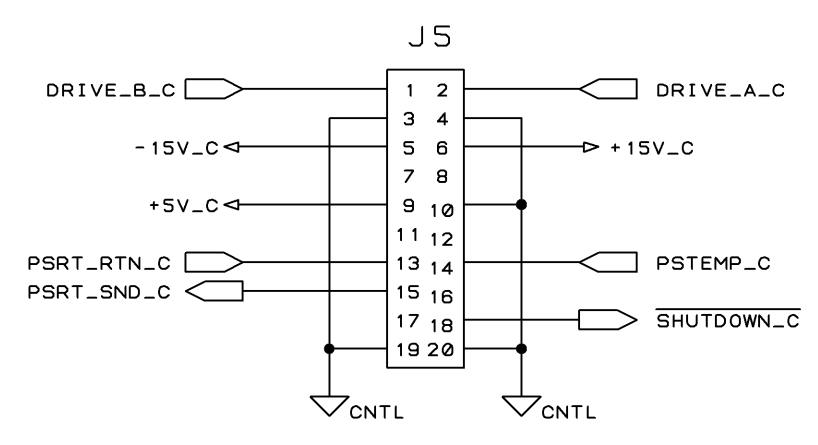 J5
DRIVE_B_C 1 2 DRIVE_A_C
3 4
-15V_C 5 6 +15V_C
7 8
+5V_C 9 10
11 12
PSRT_RTN_C 13 14 PSTEMP_C
PSRT_SND_C 15 16
17 18 SHUTDOWN_C
19 20
CNTL CNTL